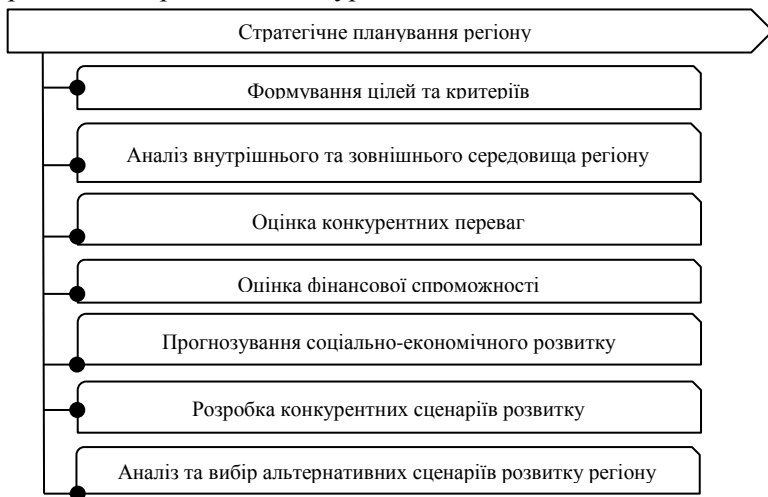 Стратегічне планування регіону
Формування цілей та критеріїв
Аналіз внутрішнього та зовнішнього середовища регіону
Оцінка конкурентних переваг
Оцінка фінансової спроможності
Прогнозування соціально-економічного розвитку
Розробка конкурентних сценаріїв розвитку
Аналіз та вибір альтернативних сценаріїв розвитку регіону